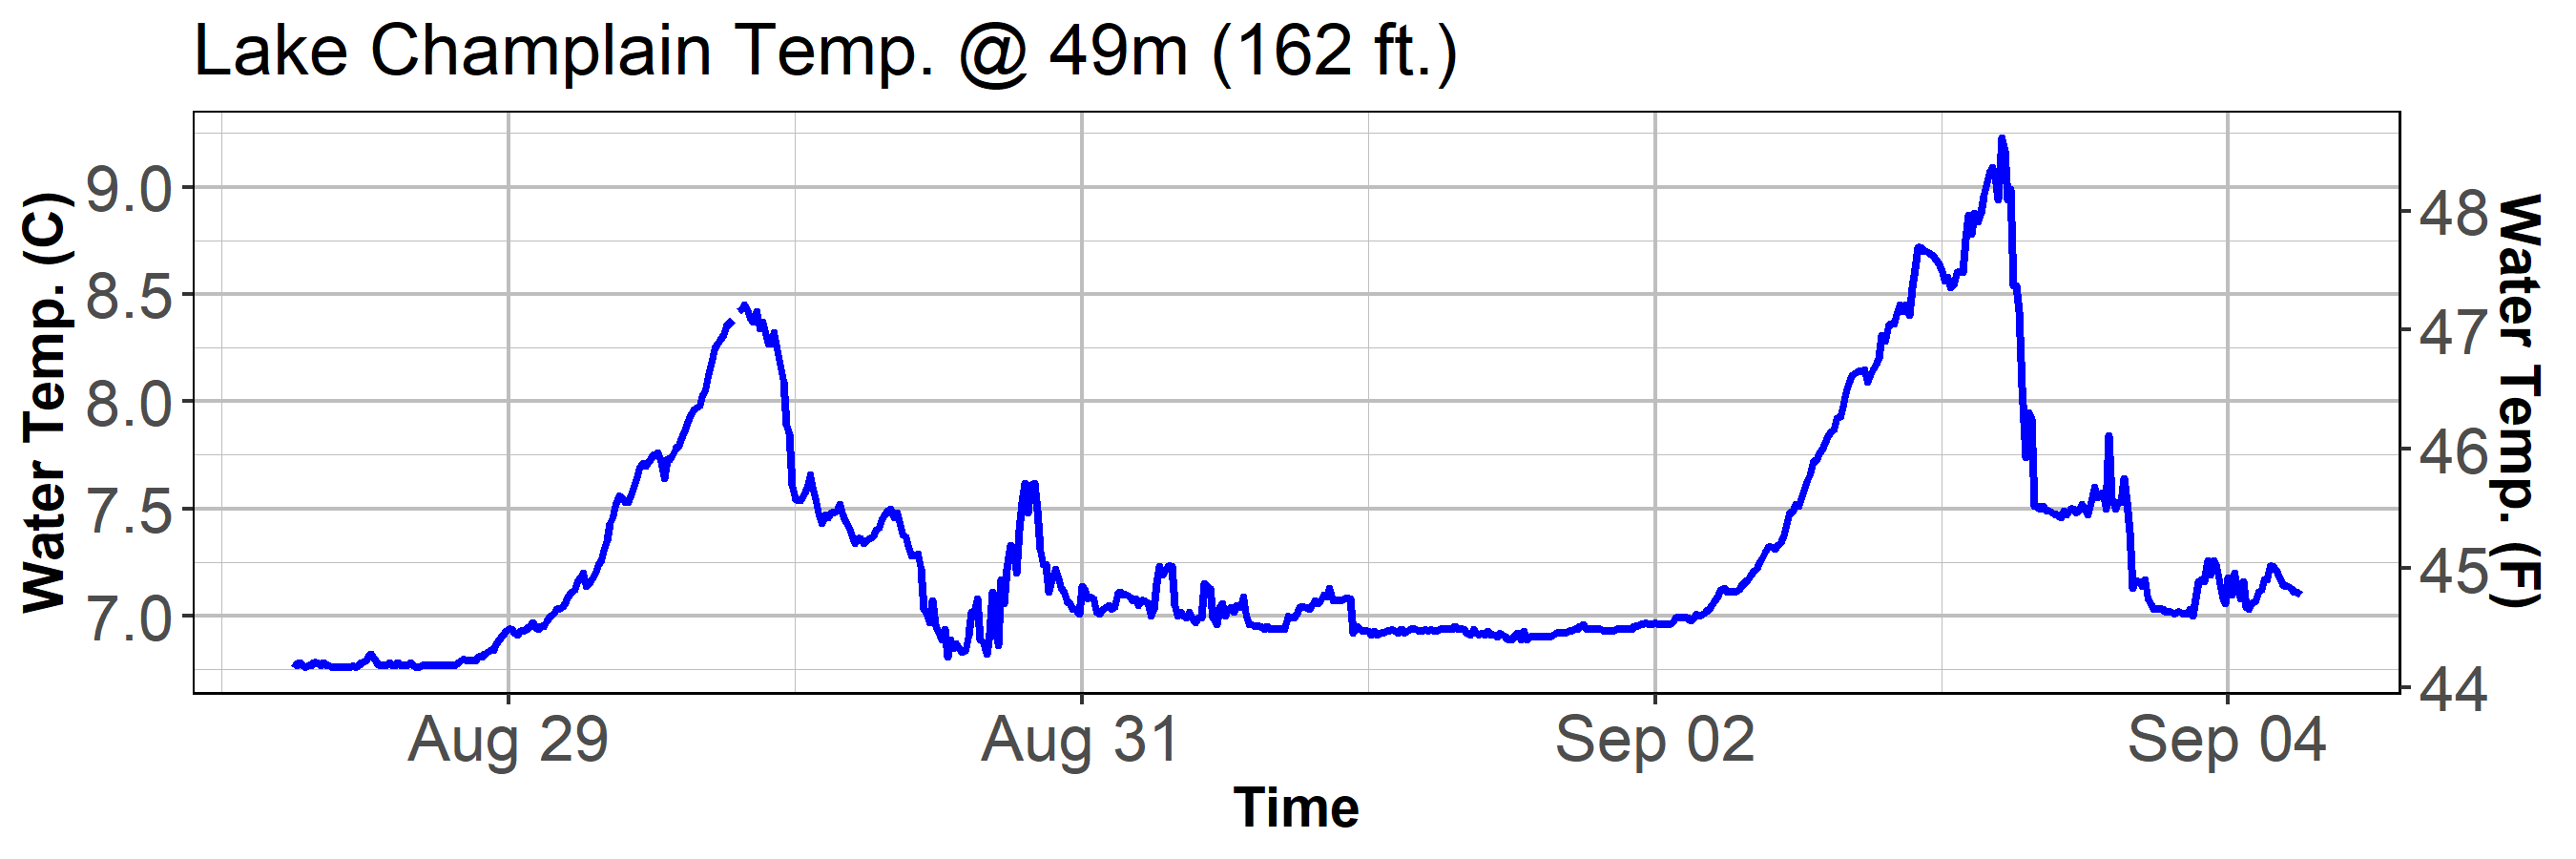 Lake Champlain Temp. @ 49m (162 ft.)
Water Temp. (C)
9.0
8.5
8.0
7.5
7.0
48
47
46
45
44
Water Temp. (F)
Aug 29 Aug 31 Sep 02 Sep 04
Time